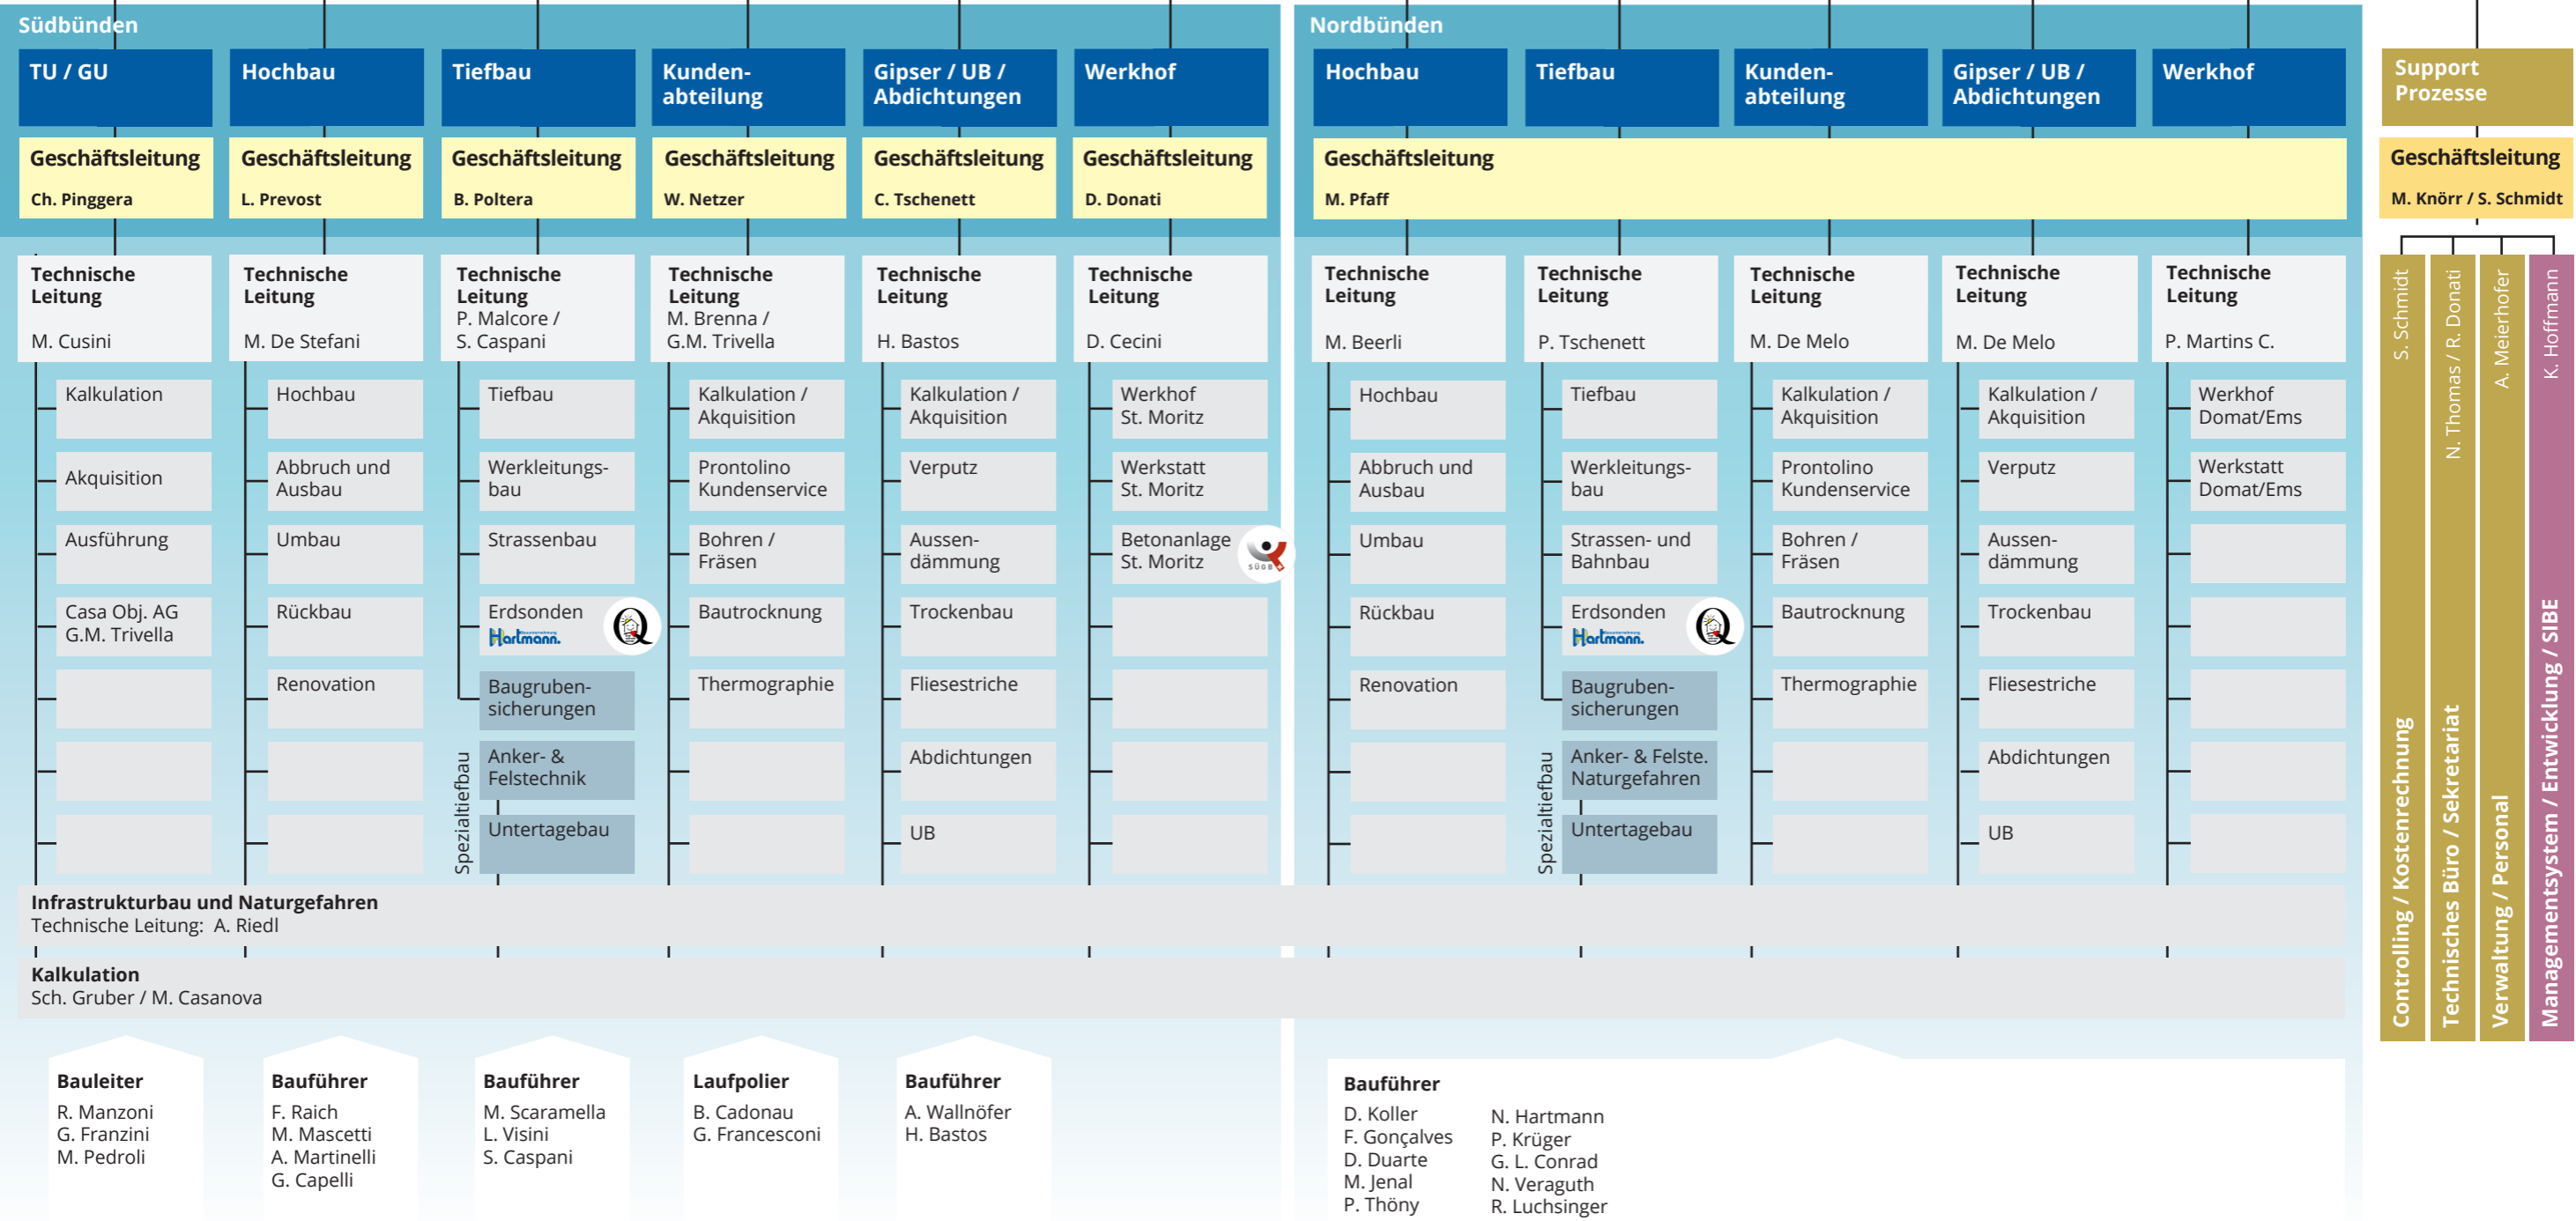 Südbünden
TU / GU
Geschäftsleitung
Ch. Pinggera
Technische
Leitung
M. Cusini
Kalkulation
Akquisition
Ausführung
Casa Obj. AG
G.M. Trivella
Hochbau
Geschäftsleitung
L. Prevost
Technische
Leitung
M. De Stefani
Hochbau
Abbruch und
Ausbau
Umbau
Rückbau
Renovation
Tiefbau
Geschäftsleitung
B. Poltera
Technische
Leitung
P. Malcore /
S. Caspani
Tiefbau
Werkleitungs-
bau
Strassenbau
Erdsonden
Hartmann.
Q
Baugruben-
sicherungen
Spezialtiefbau
Anker- &
Felstechnik
Untertagebau
Kunden-
abteilung
Geschäftsleitung
W. Netzer
Technische
Leitung
M. Brenna /
G.M. Trivella
Kalkulation /
Akquisition
Prontolino
Kundenservice
Bohren /
Fräsen
Bautrocknung
Thermographie
Gipser / UB /
Abdichtungen
Geschäftsleitung
C. Tschenett
Technische
Leitung
H. Bastos
Kalkulation /
Akquisition
Verputz
Aussen-
dämmung
Trockenbau
Fliesestriche
Abdichtungen
UB
Werkhof
Geschäftsleitung
D. Donati
Technische
Leitung
D. Cecini
Werkhof
St. Moritz
Werkstatt
St. Moritz
Betonanlage
St. Moritz
SÜGB
Nordbünden
Hochbau
Tiefbau
Kunden-
abteilung
Gipser / UB /
Abdichtungen
Werkhof
Geschäftsleitung
M. Pfaff
Technische
Leitung
M. Beerli
Hochbau
Abbruch und
Ausbau
Umbau
Rückbau
Renovation
Technische
Leitung
P. Tschenett
Tiefbau
Werkleitungs-
bau
Strassen- und
Bahnbau
Erdsonden
Hartmann.
Q
Baugruben-
sicherungen
Spezialtiefbau
Anker- & Felste.
Naturgefahren
Untertagebau
Technische
Leitung
M. De Melo
Kalkulation /
Akquisition
Prontolino
Kundenservice
Bohren /
Fräsen
Bautrocknung
Thermographie
Technische
Leitung
M. De Melo
Kalkulation /
Akquisition
Verputz
Aussen-
dämmung
Trockenbau
Fliesestriche
Abdichtungen
UB
Technische
Leitung
P. Martins C.
Werkhof
Domat/Ems
Werkstatt
Domat/Ems
Infrastrukturbau und Naturgefahren
Technische Leitung: A. Riedl
Kalkulation
Sch. Gruber / M. Casanova
Bauleiter
R. Manzoni
G. Franzini
M. Pedroli
Bauführer
F. Raich
M. Mascetti
A. Martinelli
G. Capelli
Bauführer
M. Scaramella
L. Visini
S. Caspani
Laufpolier
B. Cadonau
G. Francesconi
Bauführer
A. Wallnöfer
H. Bastos
Bauführer
D. Koller
F. Gonçalves
D. Duarte
M. Jenal
P. Thöny
N. Hartmann
P. Krüger
G. L. Conrad
N. Veraguth
R. Luchsinger
Support
Prozesse
Geschäftsleitung
M. Knörr / S. Schmidt
Controlling / Kostenrechnung S. Schmidt
Technisches Büro / Sekretariat N. Thomas / R. Donati
Verwaltung / Personal A. Meierhofer
Managementsystem / Entwicklung / SIBE K. Hoffmann